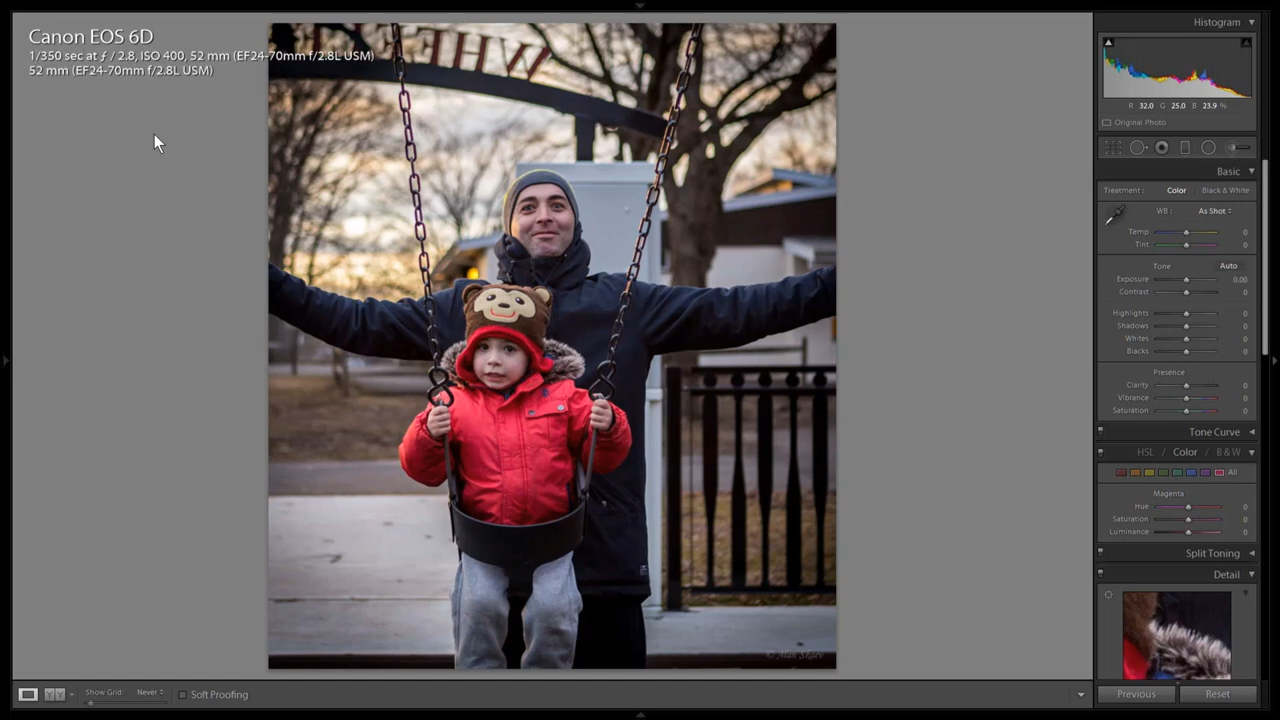 Canon EOS 6D
1/350 sec at ƒ / 2.8, ISO 400, 52 mm (EF24-70mm f/2.8L USM)
52 mm (EF24-70mm f/2.8L USM)
WHET
© Alan Shaev
Show Grid: Never
Soft Proofing
Histogram
R 32.0 G 25.0 B 23.9 %
Original Photo
Basic
Treatment: Color Black & White
WB: As Shot
Temp 0
Tint 0
Tone Auto
Exposure 0.00
Contrast 0
Highlights 0
Shadows 0
Whites 0
Blacks 0
Presence
Clarity 0
Vibrance 0
Saturation 0
Tone Curve
HSL / Color / B & W
All
Magenta
Hue 0
Saturation 0
Luminance 0
Split Toning
Detail
Previous Reset